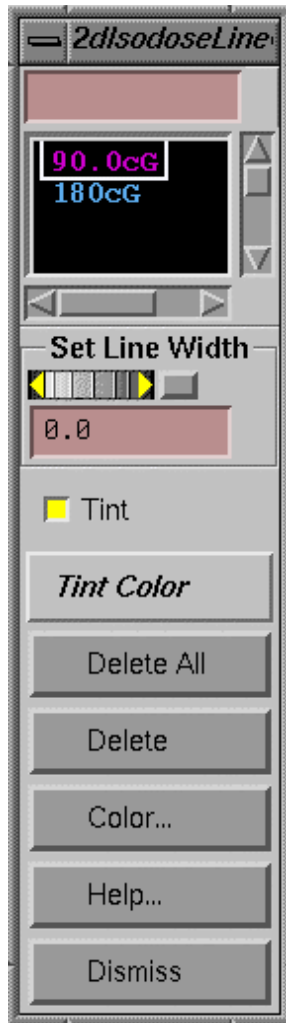 2dIsodoseLine
90.0cG
180cG
Set Line Width
0.0
Tint
Tint Color
Delete All
Delete
Color...
Help...
Dismiss